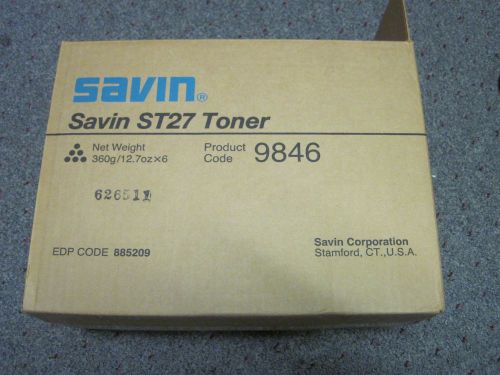 savin®
Savin ST27 Toner
Net Weight
360g/12.7oz×6
Product
Code
9846
626511
EDP CODE 885209
Savin Corporation
Stamford, CT.,U.S.A.